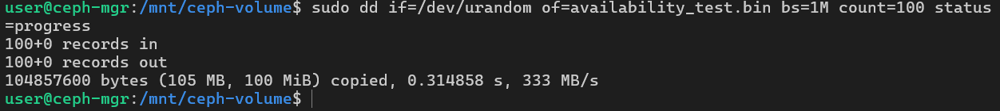 user@ceph-mgr:/mnt/ceph-volume$ sudo dd if=/dev/urandom of=availability_test.bin bs=1M count=100 status
=progress
100+0 records in
100+0 records out
104857600 bytes (105 MB, 100 MiB) copied, 0.314858 s, 333 MB/s
user@ceph-mgr:/mnt/ceph-volume$